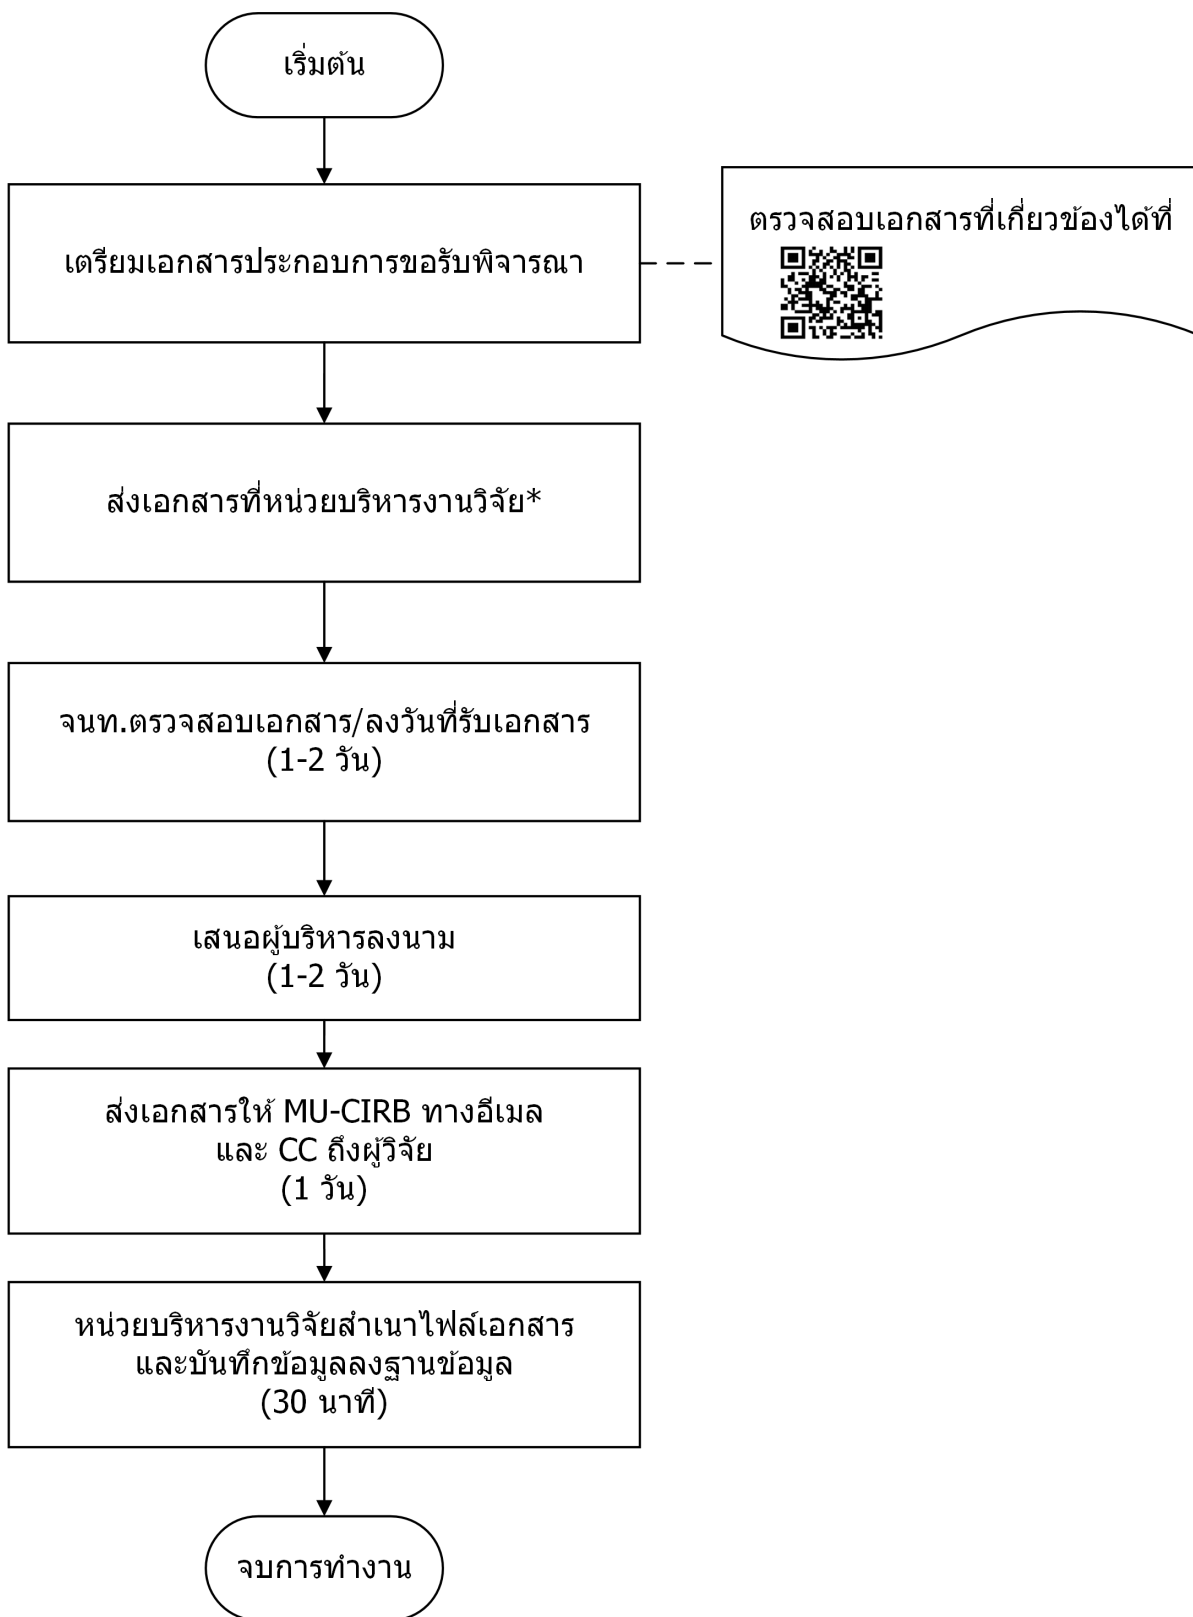 เริ่มต้น
เตรียมเอกสารประกอบการขอรับพิจารณา
ตรวจสอบเอกสารที่เกี่ยวข้องได้ที่
ส่งเอกสารที่หน่วยบริหารงานวิจัย*
จนท.ตรวจสอบเอกสาร/ลงวันที่รับเอกสาร
(1-2 วัน)
เสนอผู้บริหารลงนาม
(1-2 วัน)
ส่งเอกสารให้ MU-CIRB ทางอีเมล
และ CC ถึงผู้วิจัย
(1 วัน)
หน่วยบริหารงานวิจัยสำเนาไฟล์เอกสาร
และบันทึกข้อมูลลงฐานข้อมูล
(30 นาที)
จบการทำงาน